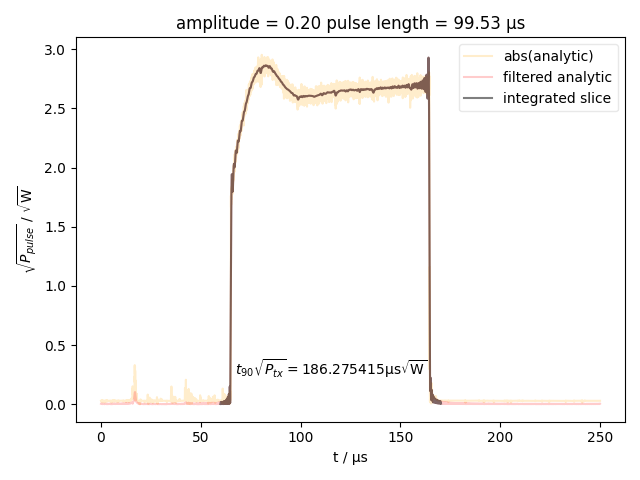 amplitude = 0.20 pulse length = 99.53 µs
3.0
2.5
2.0
1.5
1.0
0.5
0.0
√P_pulse / √W
abs(analytic)
filtered analytic
integrated slice
t₉₀√P_tx = 186.275415µs√W
0 50 100 150 200 250
t / µs